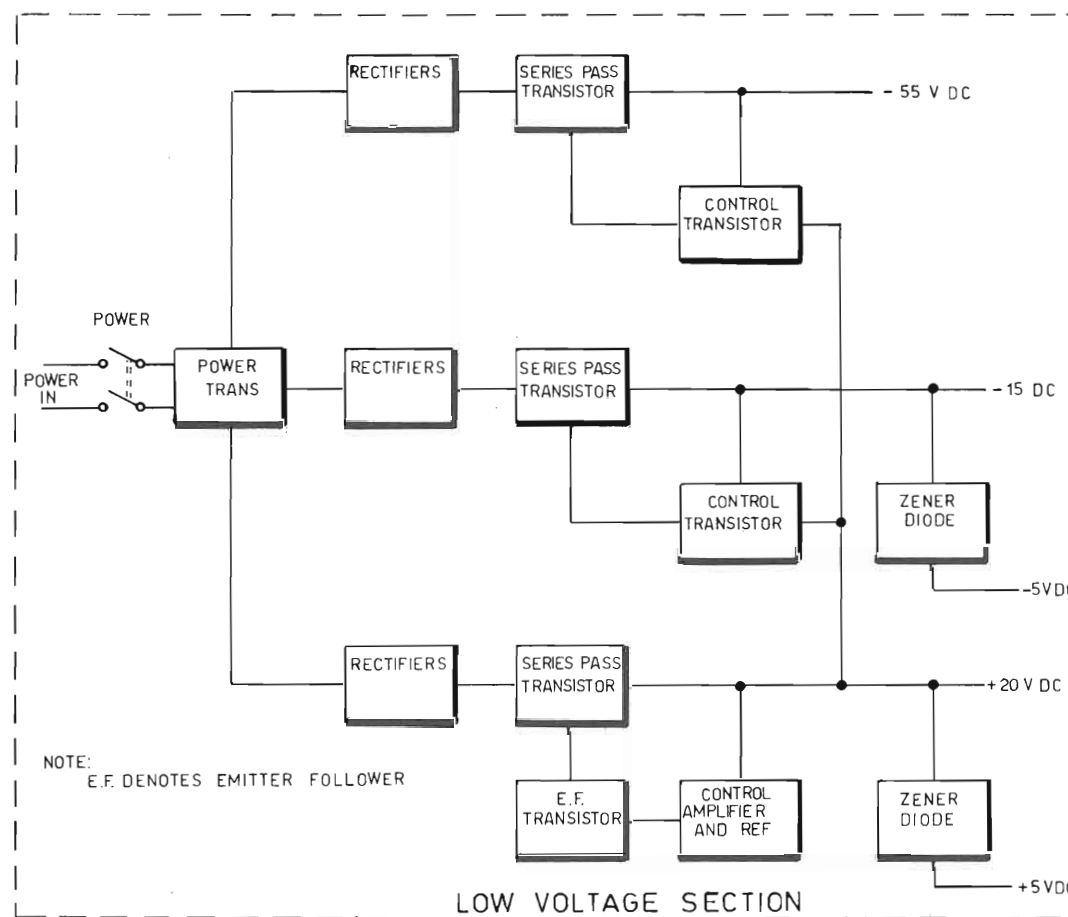 RECTIFIERS
SERIES PASS
TRANSISTOR
- 55 V DC
CONTROL
TRANSISTOR
POWER
POWER
IN
POWER
TRANS
RECTIFIERS
SERIES PASS
TRANSISTOR
- 15 DC
CONTROL
TRANSISTOR
ZENER
DIODE
-5VDC
RECTIFIERS
SERIES PASS
TRANSISTOR
+20 V DC
NOTE:
E.F. DENOTES EMITTER FOLLOWER
E.F.
TRANSISTOR
CONTROL
AMPLIFIER
AND REF
ZENER
DIODE
+5VDC
LOW VOLTAGE SECTION